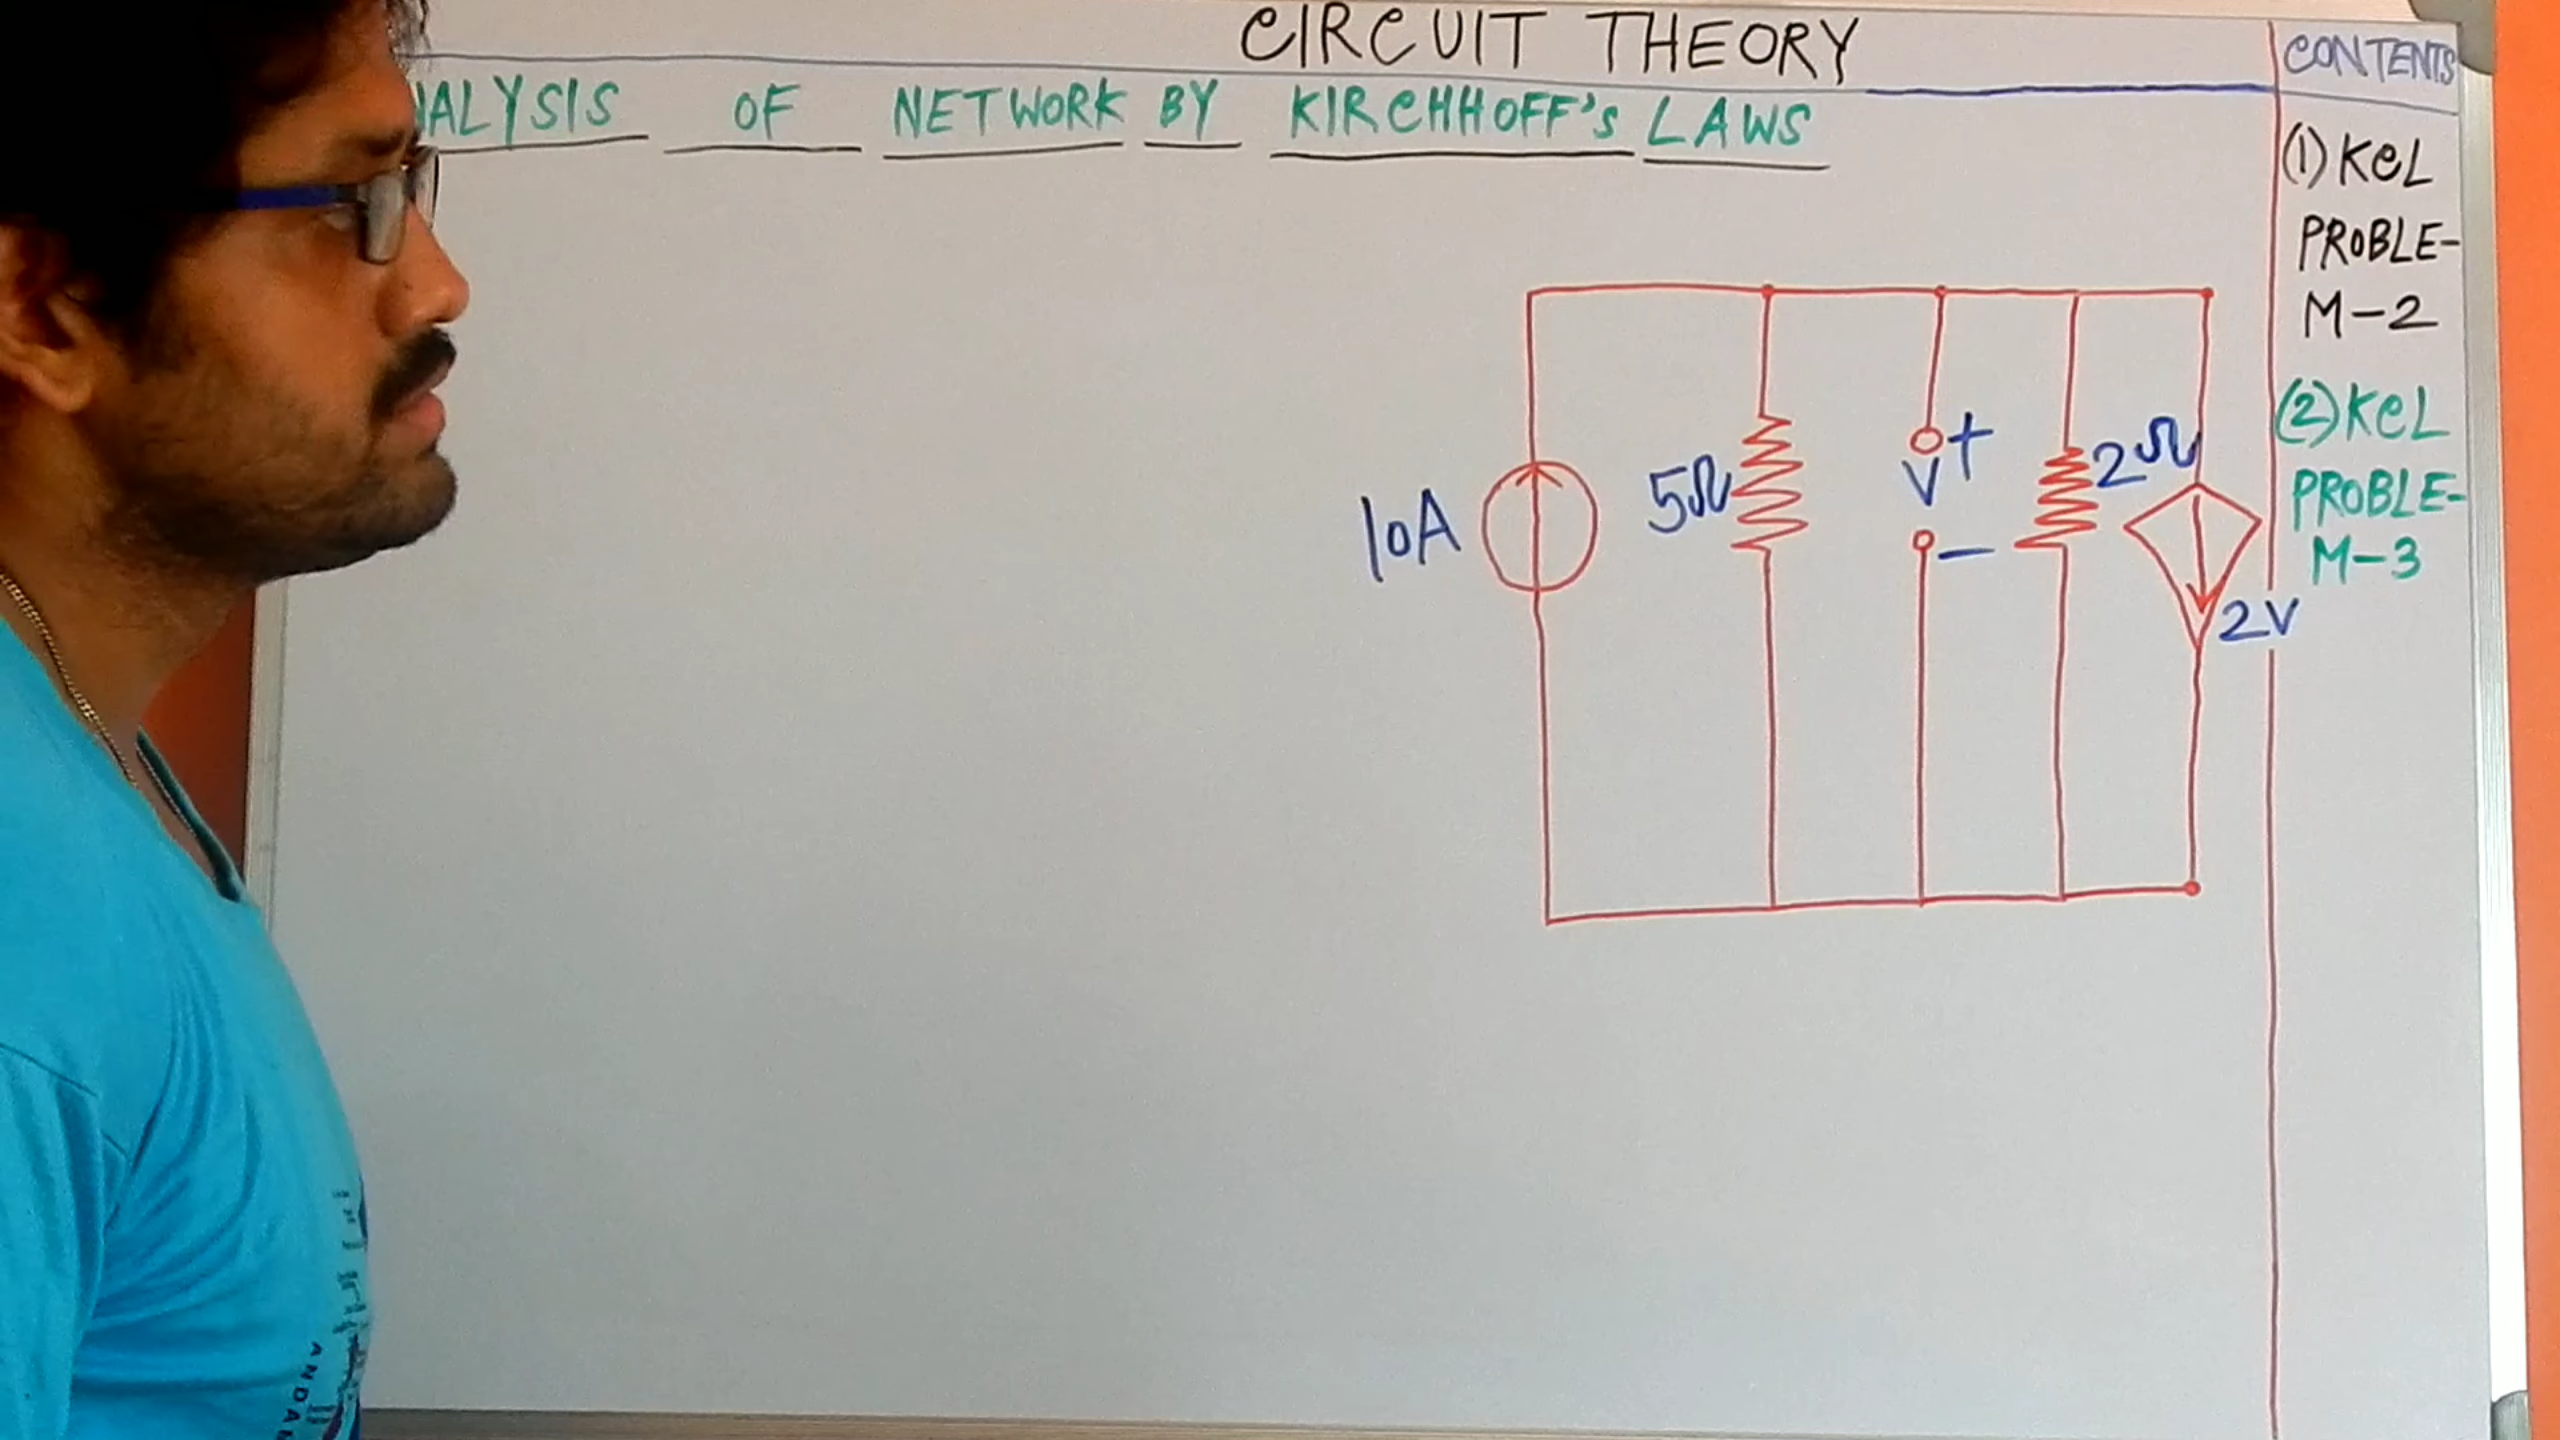 CIRCUIT THEORY
CONTENTS
ALYSIS OF NETWORK BY KIRCHHOFF's LAWS
(1) KCL
PROBLE-
M-2
(2) KCL
PROBLE-
M-3
10A
5Ω
+
V
-
2Ω
2V